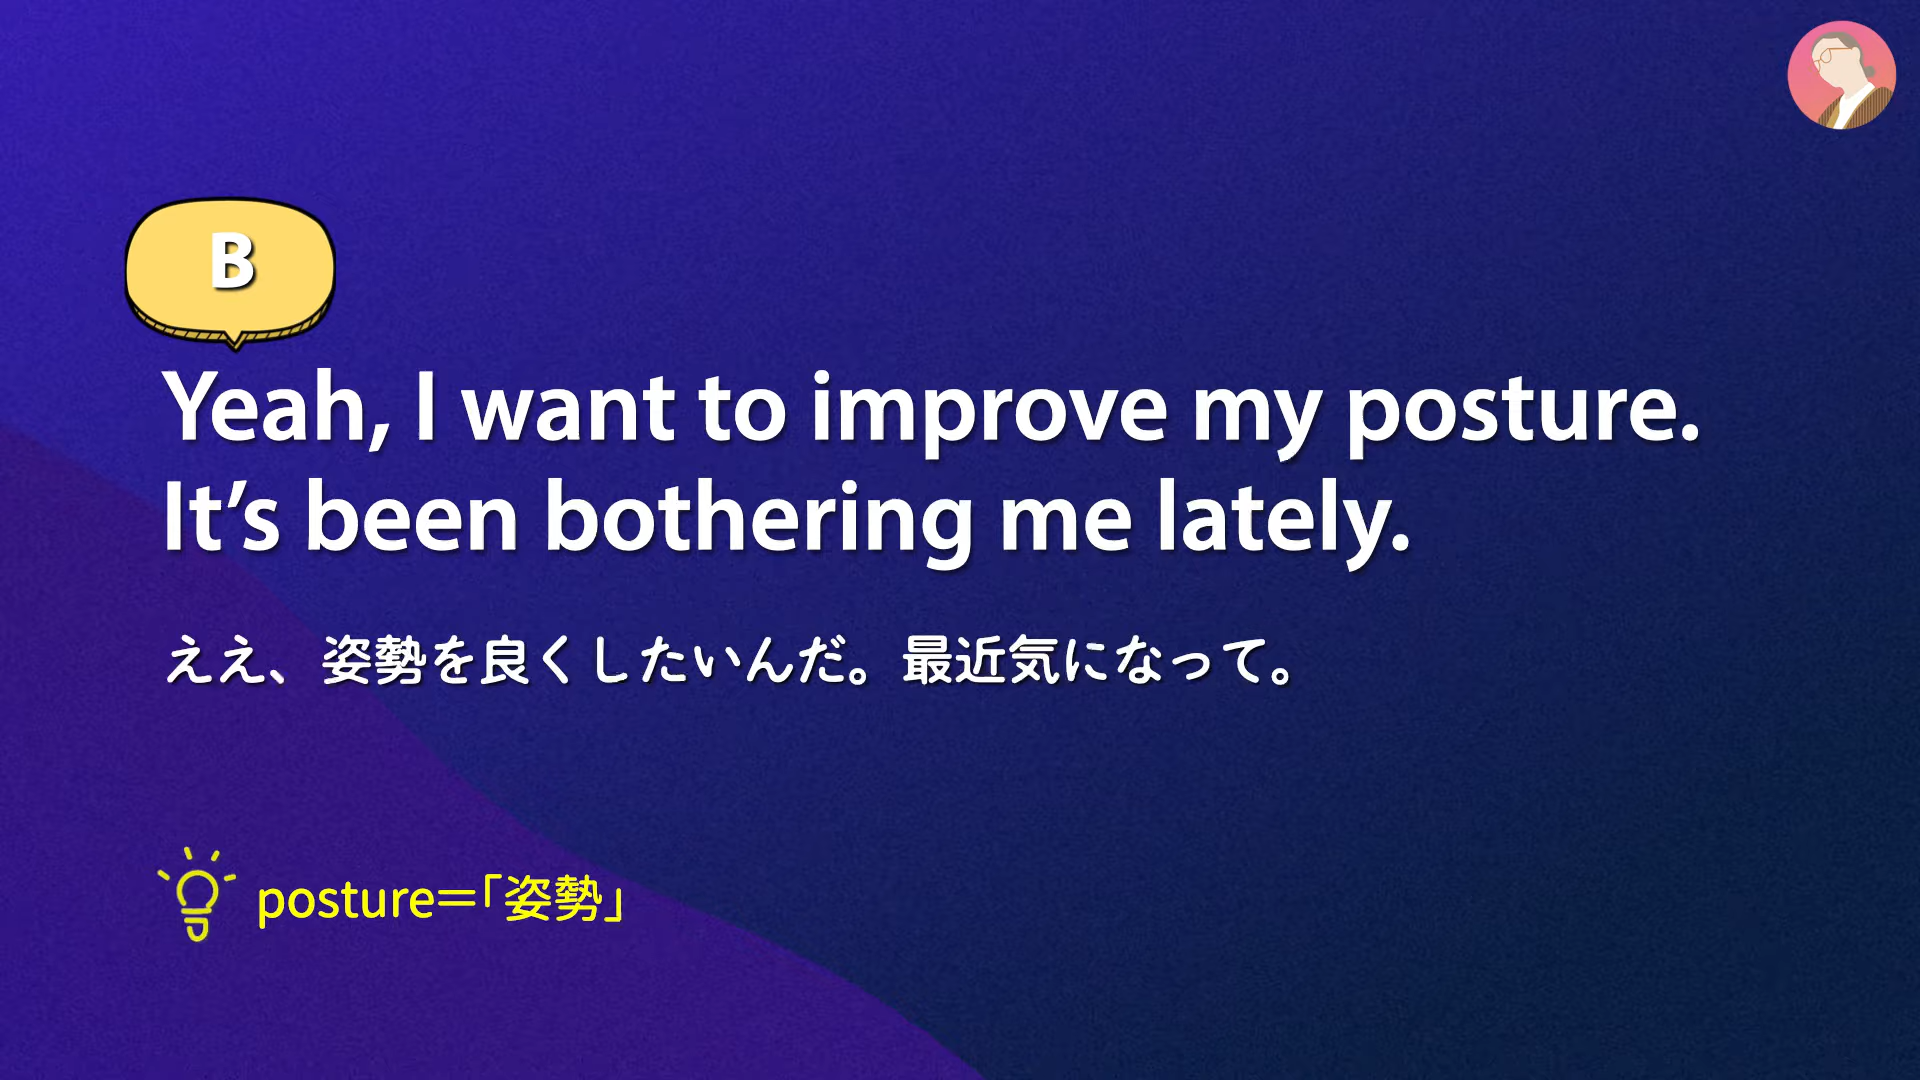 B
Yeah, I want to improve my posture.
It’s been bothering me lately.
ええ、姿勢を良くしたいんだ。最近気になって。
posture＝「姿勢」